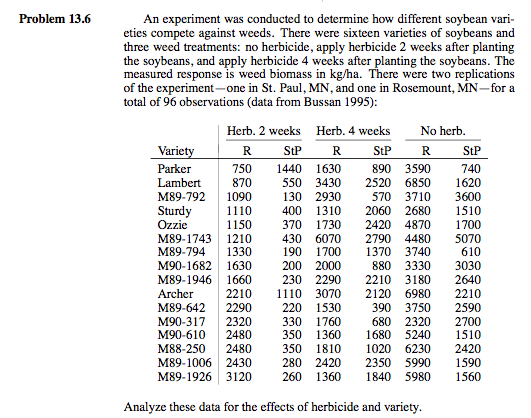 Problem 13.6 An experiment was conducted to determine how different soybean vari-
eties compete against weeds. There were sixteen varieties of soybeans and
three weed treatments: no herbicide, apply herbicide 2 weeks after planting
the soybeans, and apply herbicide 4 weeks after planting the soybeans. The
measured response is weed biomass in kg/ha. There were two replications
of the experiment—one in St. Paul, MN, and one in Rosemount, MN—for a
total of 96 observations (data from Bussan 1995):
Herb. 2 weeks Herb. 4 weeks No herb.
Variety R StP R StP R StP
Parker 750 1440 1630 890 3590 740
Lambert 870 550 3430 2520 6850 1620
M89-792 1090 130 2930 570 3710 3600
Sturdy 1110 400 1310 2060 2680 1510
Ozzie 1150 370 1730 2420 4870 1700
M89-1743 1210 430 6070 2790 4480 5070
M89-794 1330 190 1700 1370 3740 610
M90-1682 1630 200 2000 880 3330 3030
M89-1946 1660 230 2290 2210 3180 2640
Archer 2210 1110 3070 2120 6980 2210
M89-642 2290 220 1530 390 3750 2590
M90-317 2320 330 1760 680 2320 2700
M90-610 2480 350 1360 1680 5240 1510
M88-250 2480 350 1810 1020 6230 2420
M89-1006 2430 280 2420 2350 5990 1590
M89-1926 3120 260 1360 1840 5980 1560
Analyze these data for the effects of herbicide and variety.